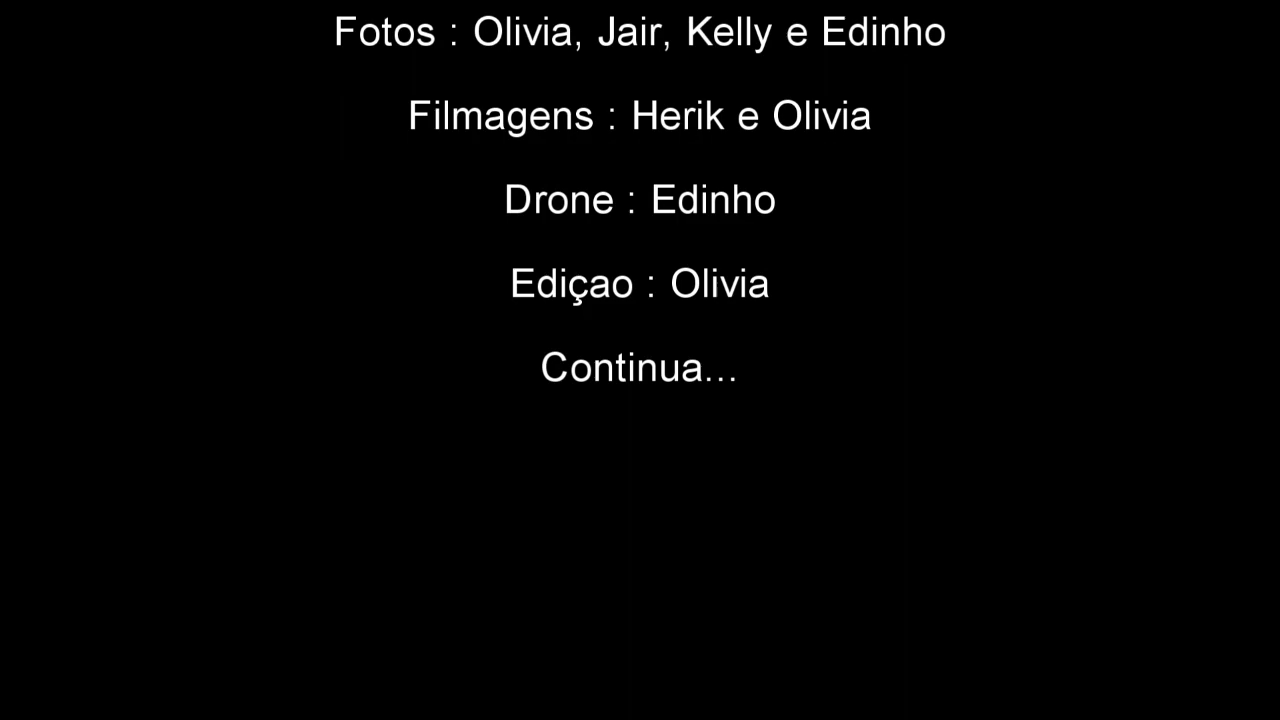 Fotos : Olivia, Jair, Kelly e Edinho
Filmagens : Herik e Olivia
Drone : Edinho
Ediçao : Olivia
Continua...